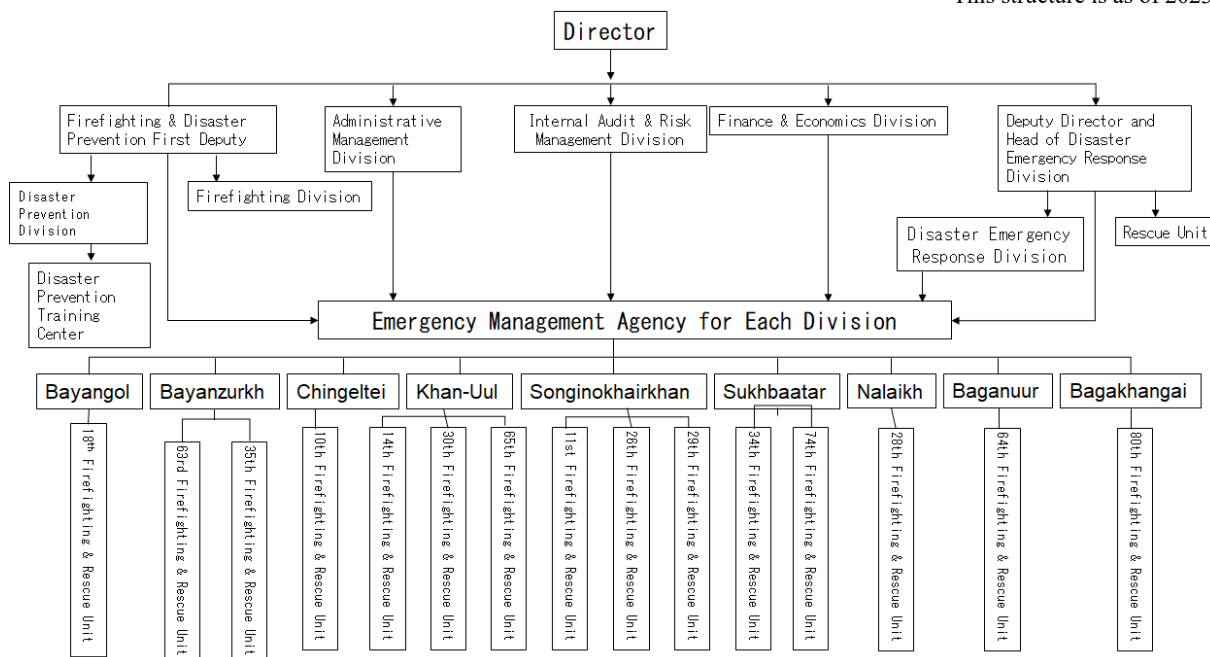 This structure is as of 2023
Director
Firefighting & Disaster
Prevention First Deputy
Administrative
Management
Division
Internal Audit & Risk
Management Division
Finance & Economics Division
Deputy Director and
Head of Disaster
Emergency Response
Division
Disaster
Prevention
Division
Firefighting Division
Disaster Emergency
Response Division
Rescue Unit
Disaster
Prevention
Training
Center
Emergency Management Agency for Each Division
Bayangol
Bayanzurkh
Chingeltei
Khan-Uul
Songinokhairkhan
Sukhbaatar
Nalaikh
Baganuur
Bagakhangai
18th Firefighting & Rescue Unit
63rd Firefighting & Rescue Unit
35th Firefighting & Rescue Unit
10th Firefighting & Rescue Unit
14th Firefighting & Rescue Unit
30th Firefighting & Rescue Unit
65th Firefighting & Rescue Unit
11st Firefighting & Rescue Unit
26th Firefighting & Rescue Unit
29th Firefighting & Rescue Unit
34th Firefighting & Rescue Unit
74th Firefighting & Rescue Unit
28th Firefighting & Rescue Unit
64th Firefighting & Rescue Unit
80th Firefighting & Rescue Unit